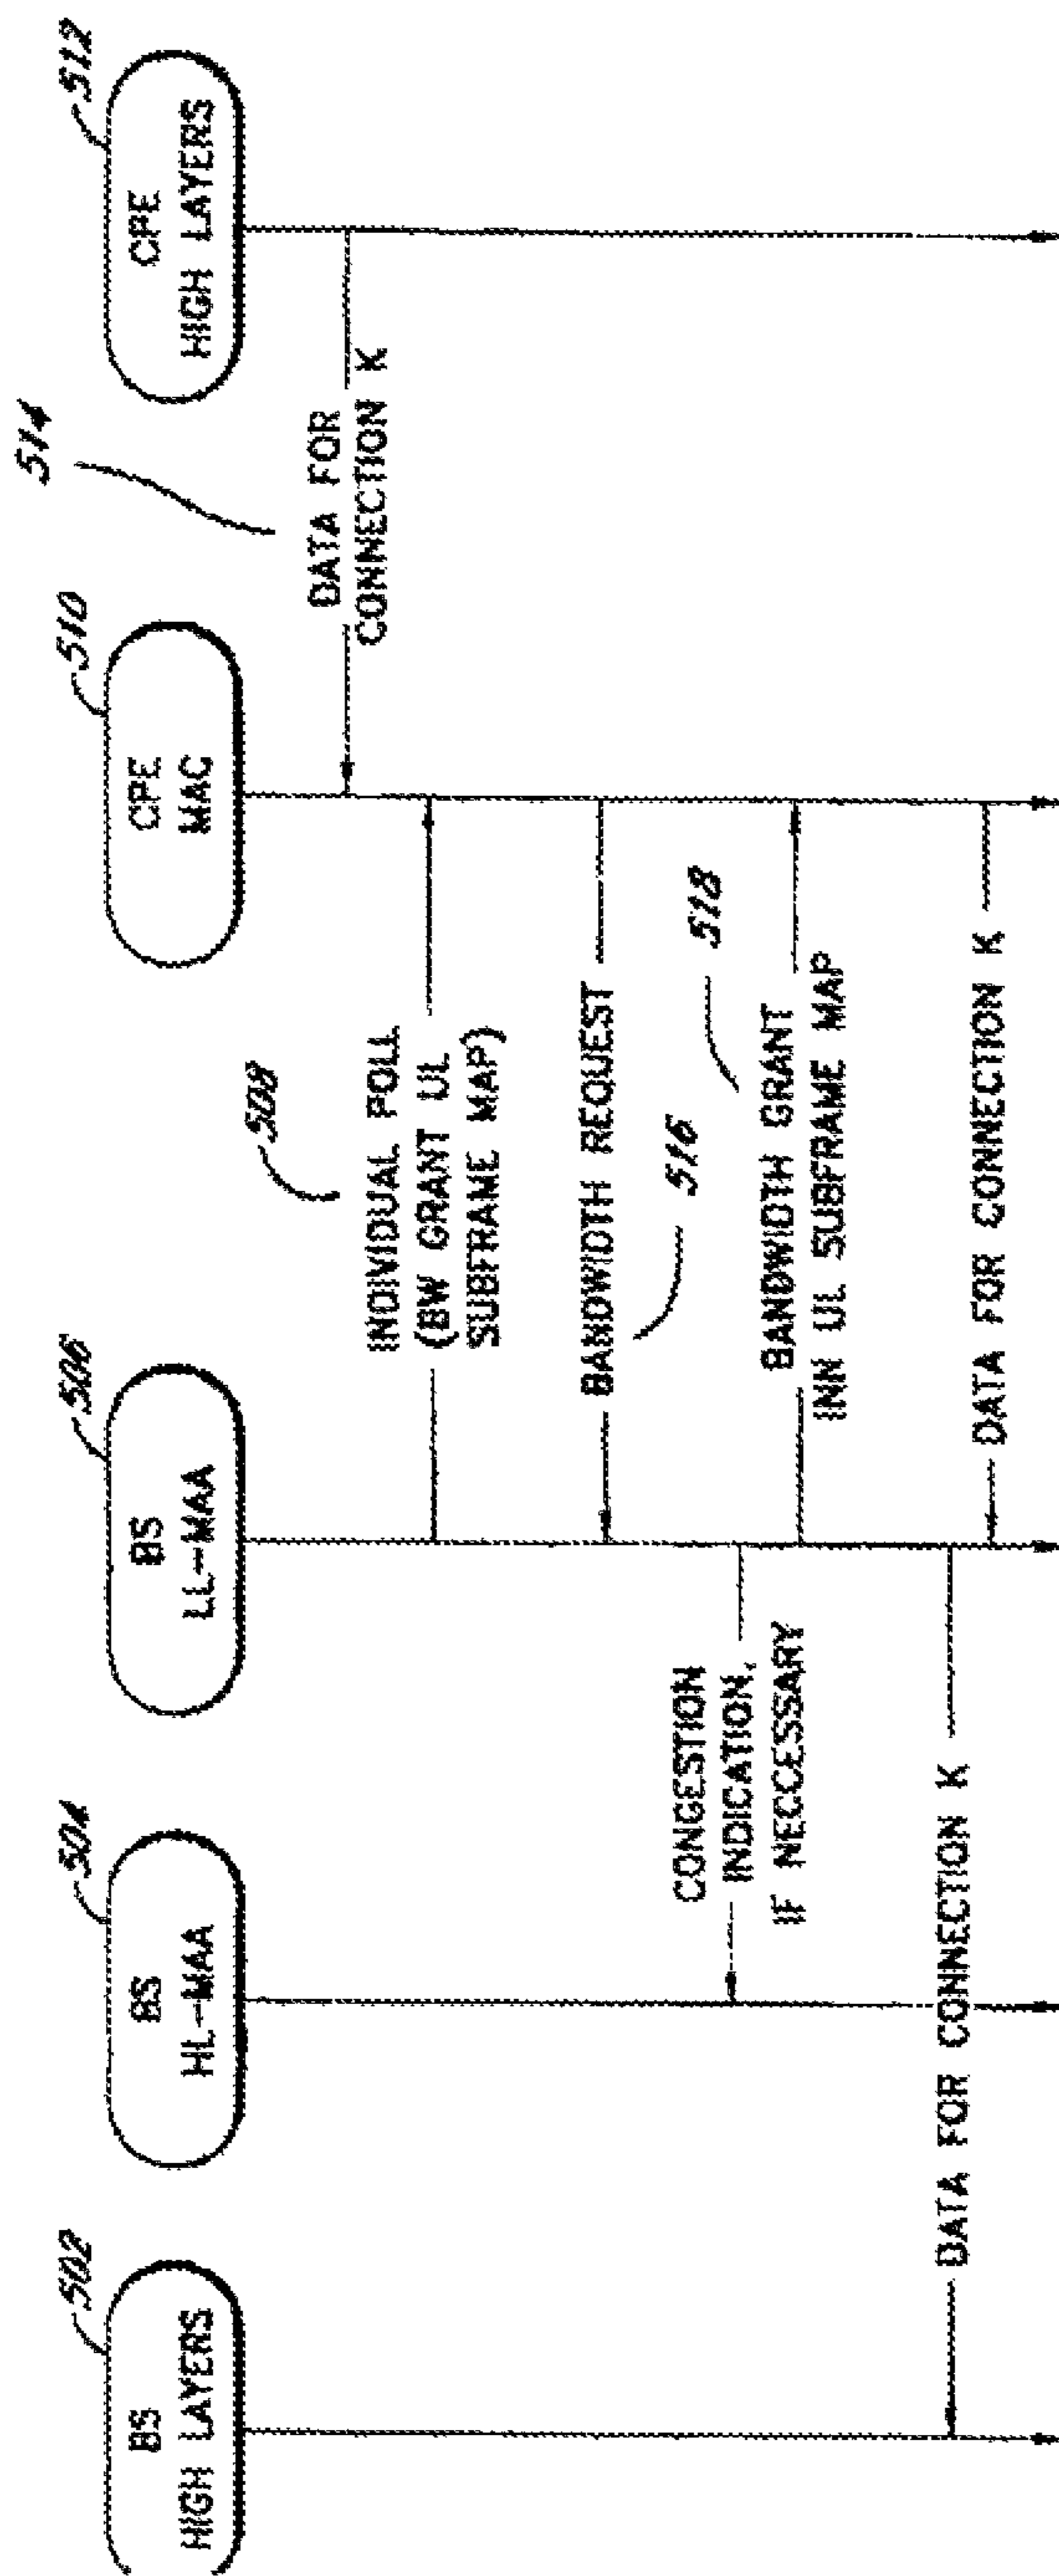 502
BS
HIGH LAYERS
504
BS
HL-MAA
506
BS
LL-MAA
510
CPE
MAC
512
CPE
HIGH LAYERS
514
DATA FOR
CONNECTION K
508
INDIVIDUAL POLL
(BW GRANT UL
SUBFRAME MAP)
BANDWIDTH REQUEST
516
518
CONGESTION
INDICATION,
IF NECCESSARY
BANDWIDTH GRANT
INN UL SUBFRAME MAP
DATA FOR CONNECTION K
DATA FOR CONNECTION K